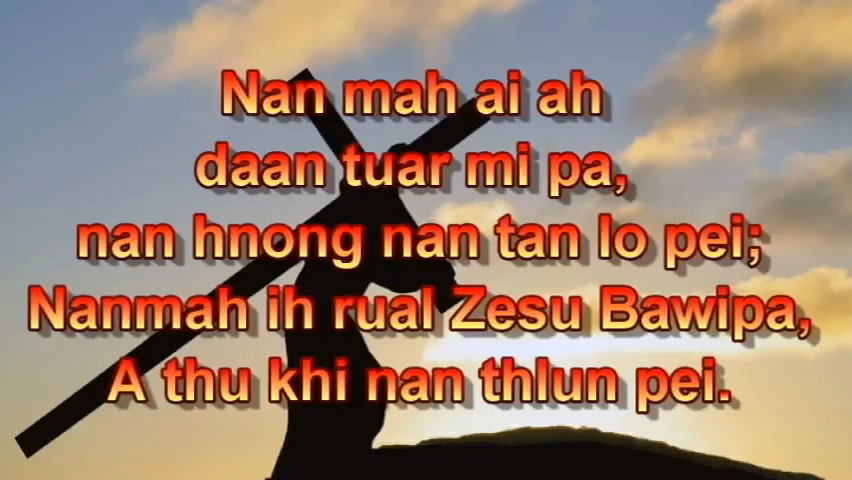 Nan mah ai ah
daan tuar mi pa,
nan hnong nan tan lo pei;
Nanmah ih rual Zesu Bawipa,
A thu khi nan thlun pei.